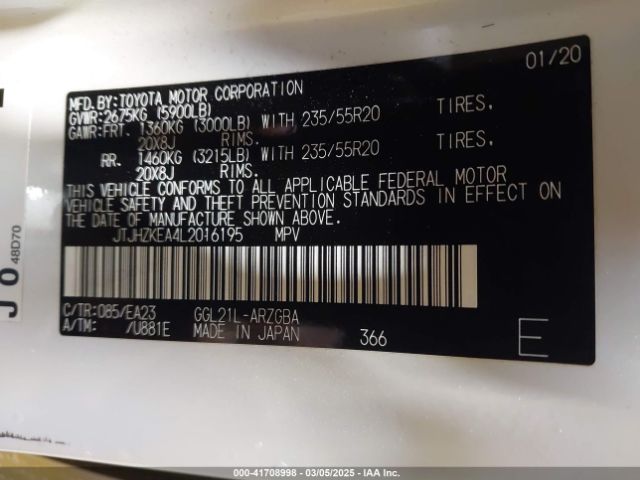 01/20
MFD.BY:TOYOTA MOTOR CORPORATION
GVWR:2675KG (5900LB)
GAWR:FRT. 1360KG (3000LB) WITH 235/55R20 TIRES,
20X8J RIMS.
RR. 1460KG (3215LB) WITH 235/55R20 TIRES,
20X8J RIMS.
THIS VEHICLE CONFORMS TO ALL APPLICABLE FEDERAL MOTOR
VEHICLE SAFETY AND THEFT PREVENTION STANDARDS IN EFFECT ON
THE DATE OF MANUFACTURE SHOWN ABOVE.
JTJHZKEA4L2016195 MPV
C/TR:085/EA23 GGL21L-ARZGBA
A/TM: /U881E MADE IN JAPAN 366
E
48D70
000-41708998 — 03/05/2025 — IAA Inc.